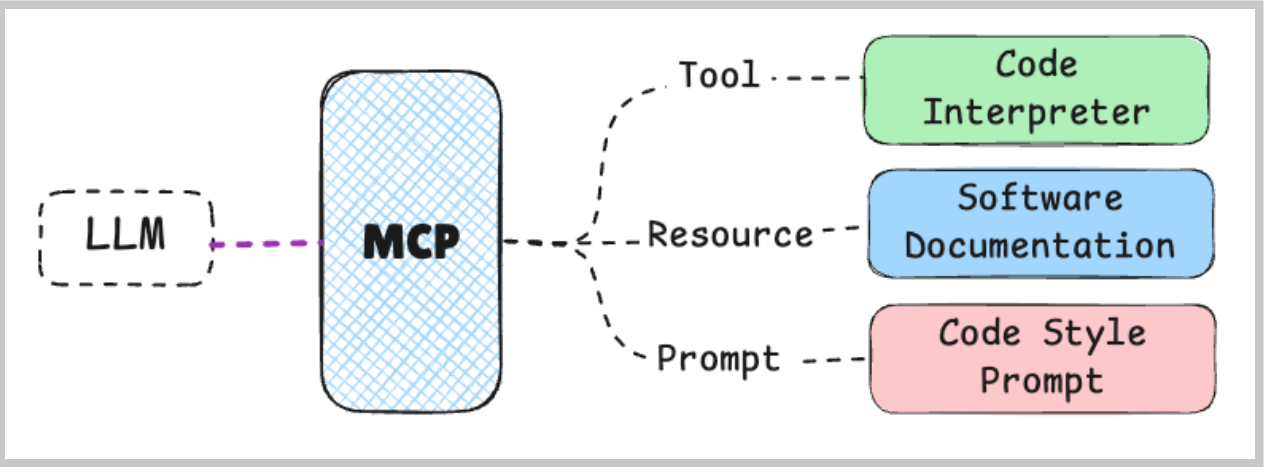 LLM
MCP
Tool
Code
Interpreter
Resource
Software
Documentation
Prompt
Code Style
Prompt